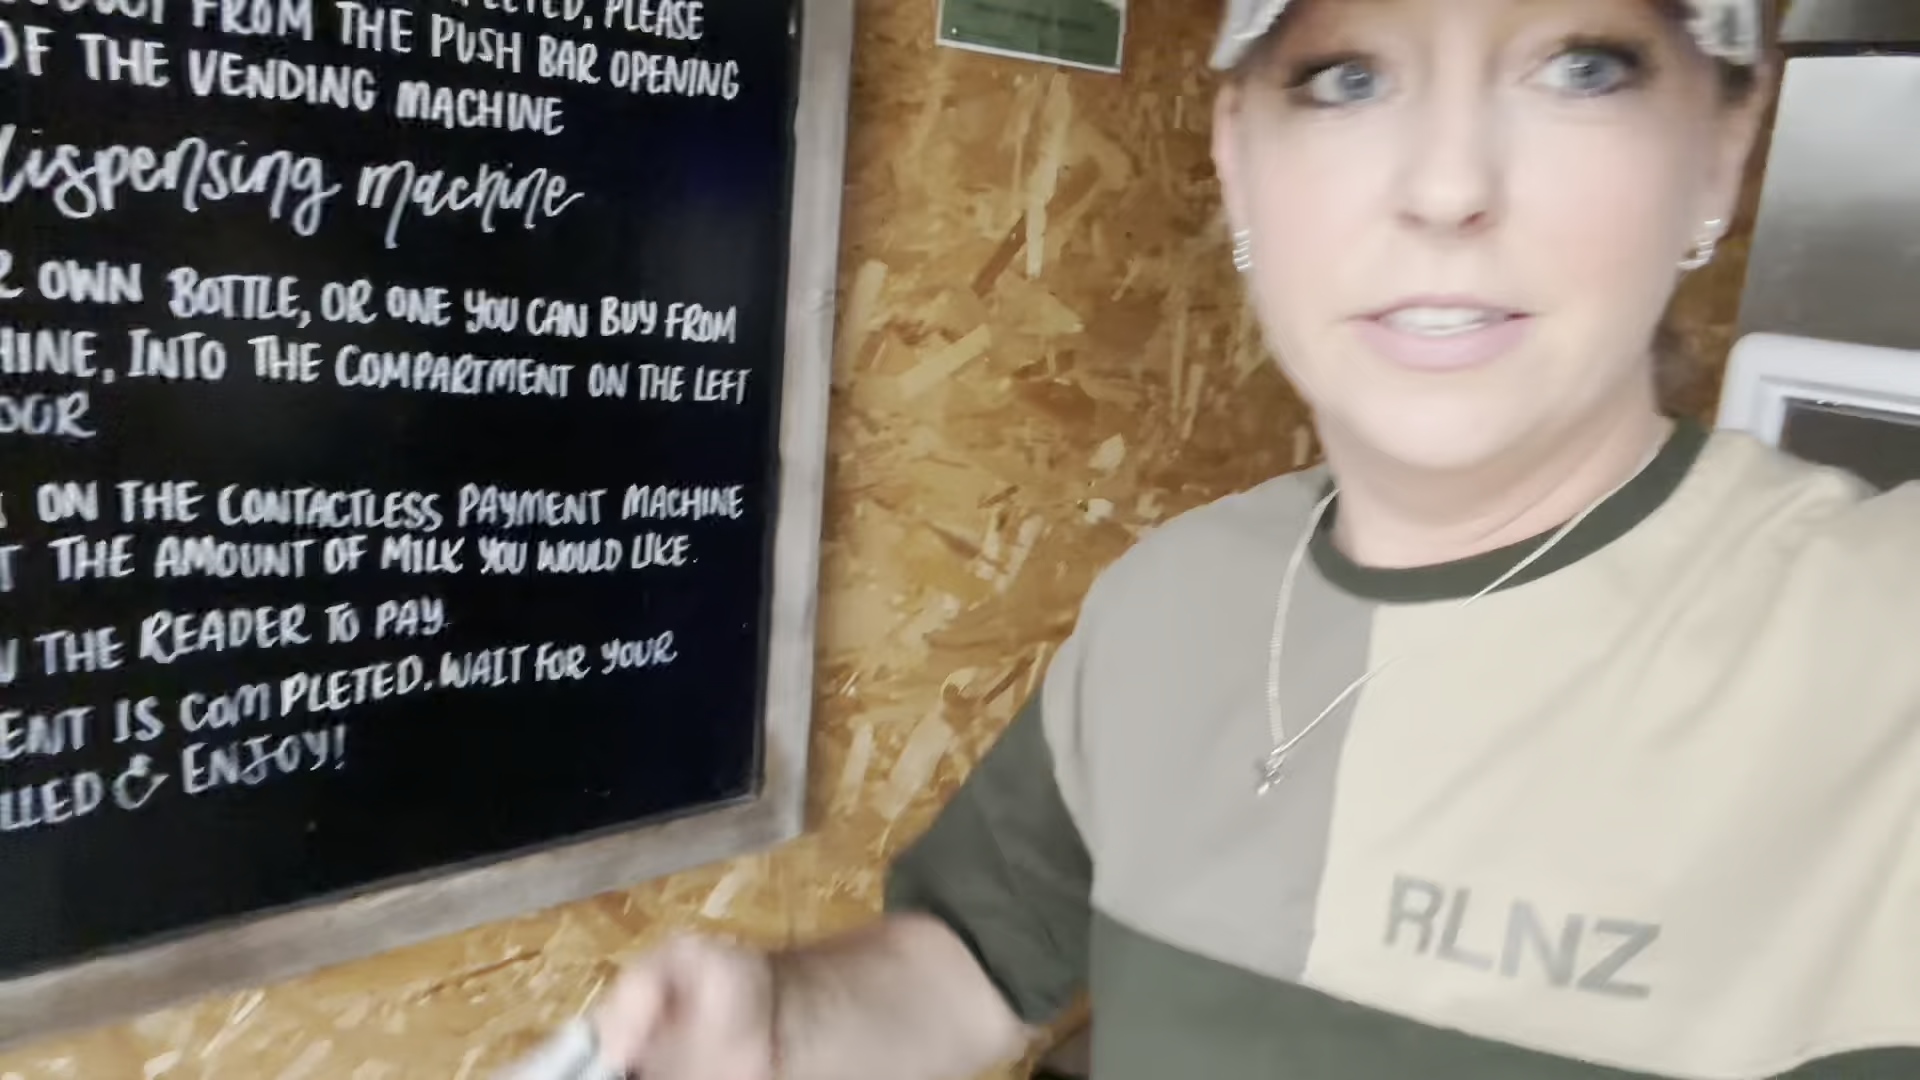 FROM THE PUSH BAR OPENING
OF THE VENDING MACHINE
dispensing machine
OWN BOTTLE, OR ONE YOU CAN BUY FROM
HINE, INTO THE COMPARTMENT ON THE LEFT
OOR
ON THE CONTACTLESS PAYMENT MACHINE
T THE AMOUNT OF MILK YOU WOULD LIKE.
N THE READER TO PAY.
ENT IS COMPLETED. WAIT FOR YOUR
LLED & ENJOY!
RLNZ